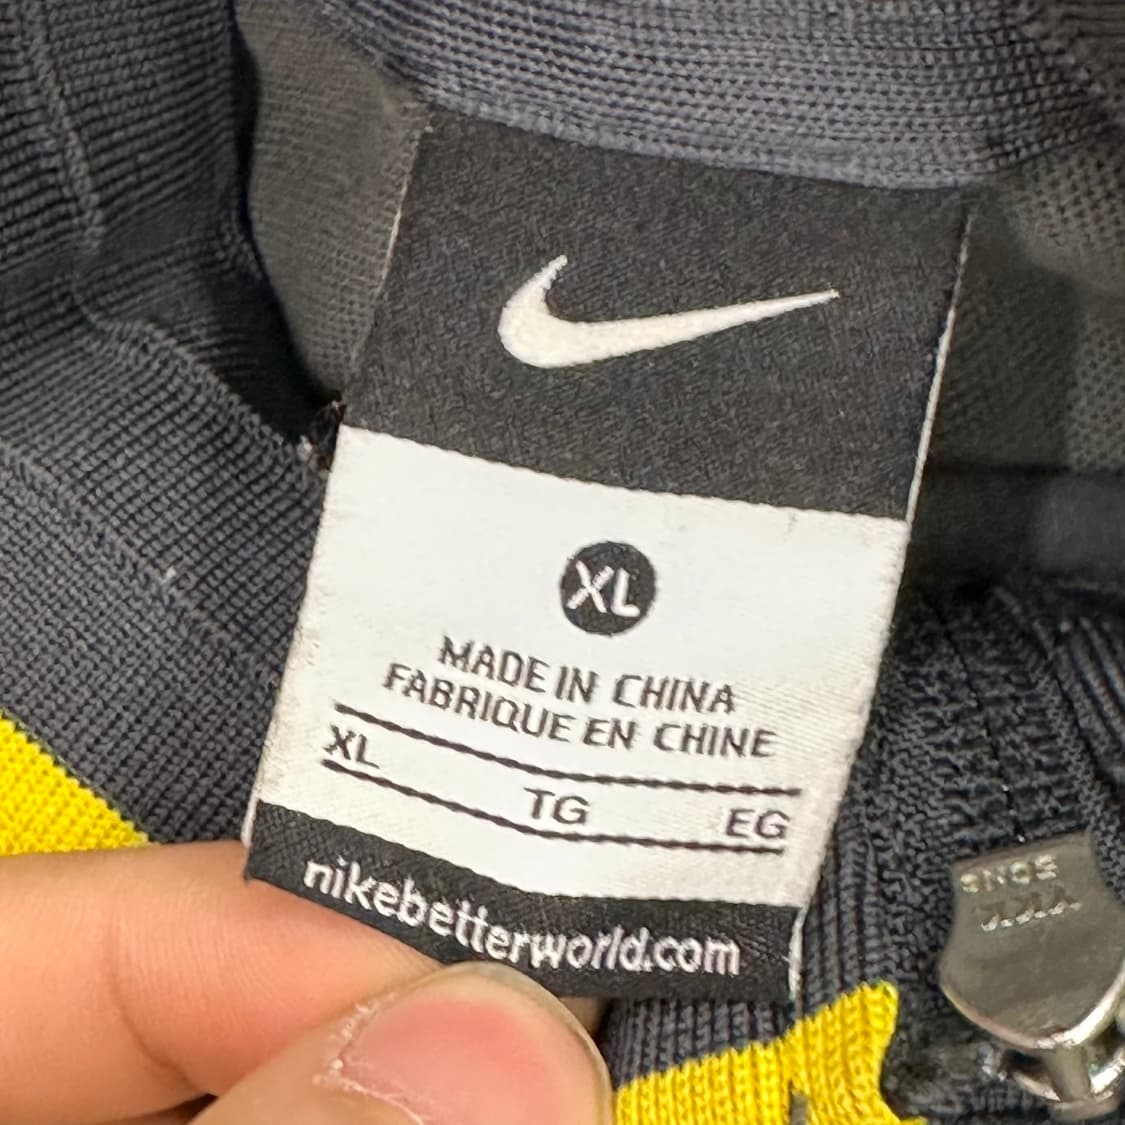 XL
MADE IN CHINA
FABRIQUE EN CHINE
XL TG EG
nikebetterworld.com